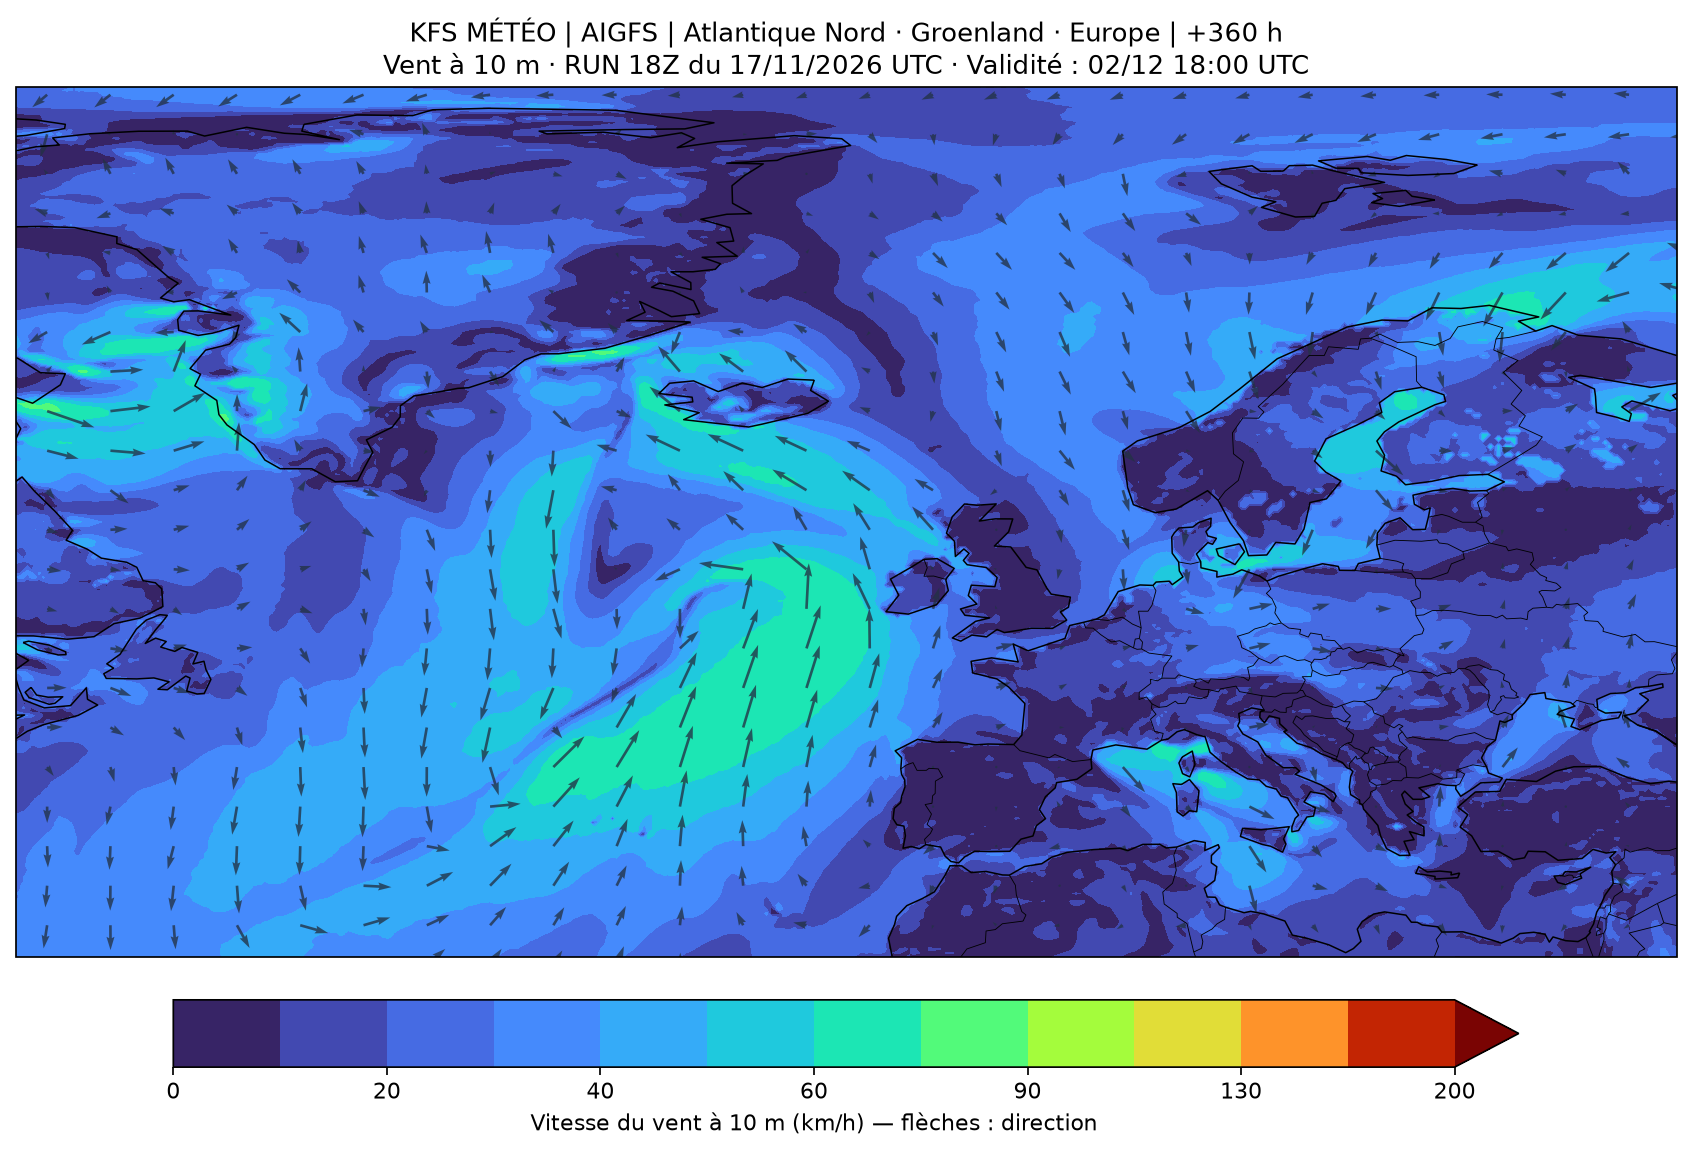 KFS MÉTÉO | AIGFS | Atlantique Nord · Groenland · Europe | +360 h
Vent à 10 m · RUN 18Z du 17/11/2026 UTC · Validité : 02/12 18:00 UTC
0 20 40 60 90 130 200
Vitesse du vent à 10 m (km/h) — flèches : direction